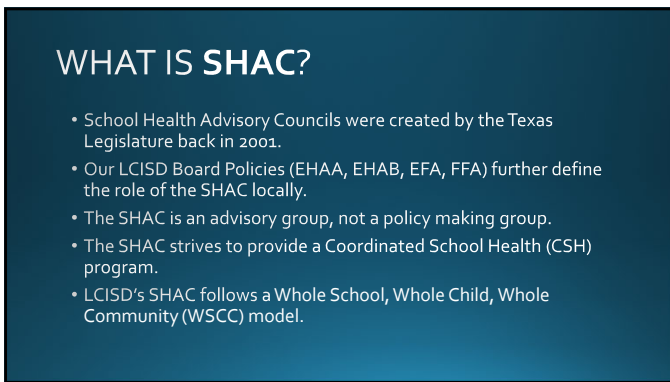 WHAT IS SHAC?
• School Health Advisory Councils were created by the Texas
Legislature back in 2001.
• Our LCISD Board Policies (EHAA, EHAB, EFA, FFA) further define
the role of the SHAC locally.
• The SHAC is an advisory group, not a policy making group.
• The SHAC strives to provide a Coordinated School Health (CSH)
program.
• LCISD's SHAC follows a Whole School, Whole Child, Whole
Community (WSCC) model.